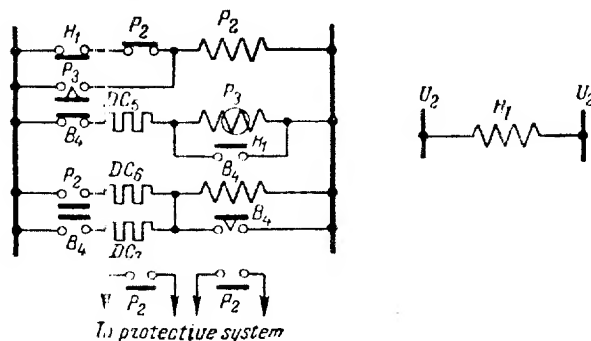 H₁ P₂ P₂
P₃
DC₅ P₃
B₄ H₁
U₂ H₁ U₂
P₂ DC₆ B₄
B₄ DC₇ B₄
P₂ P₂
To protective system